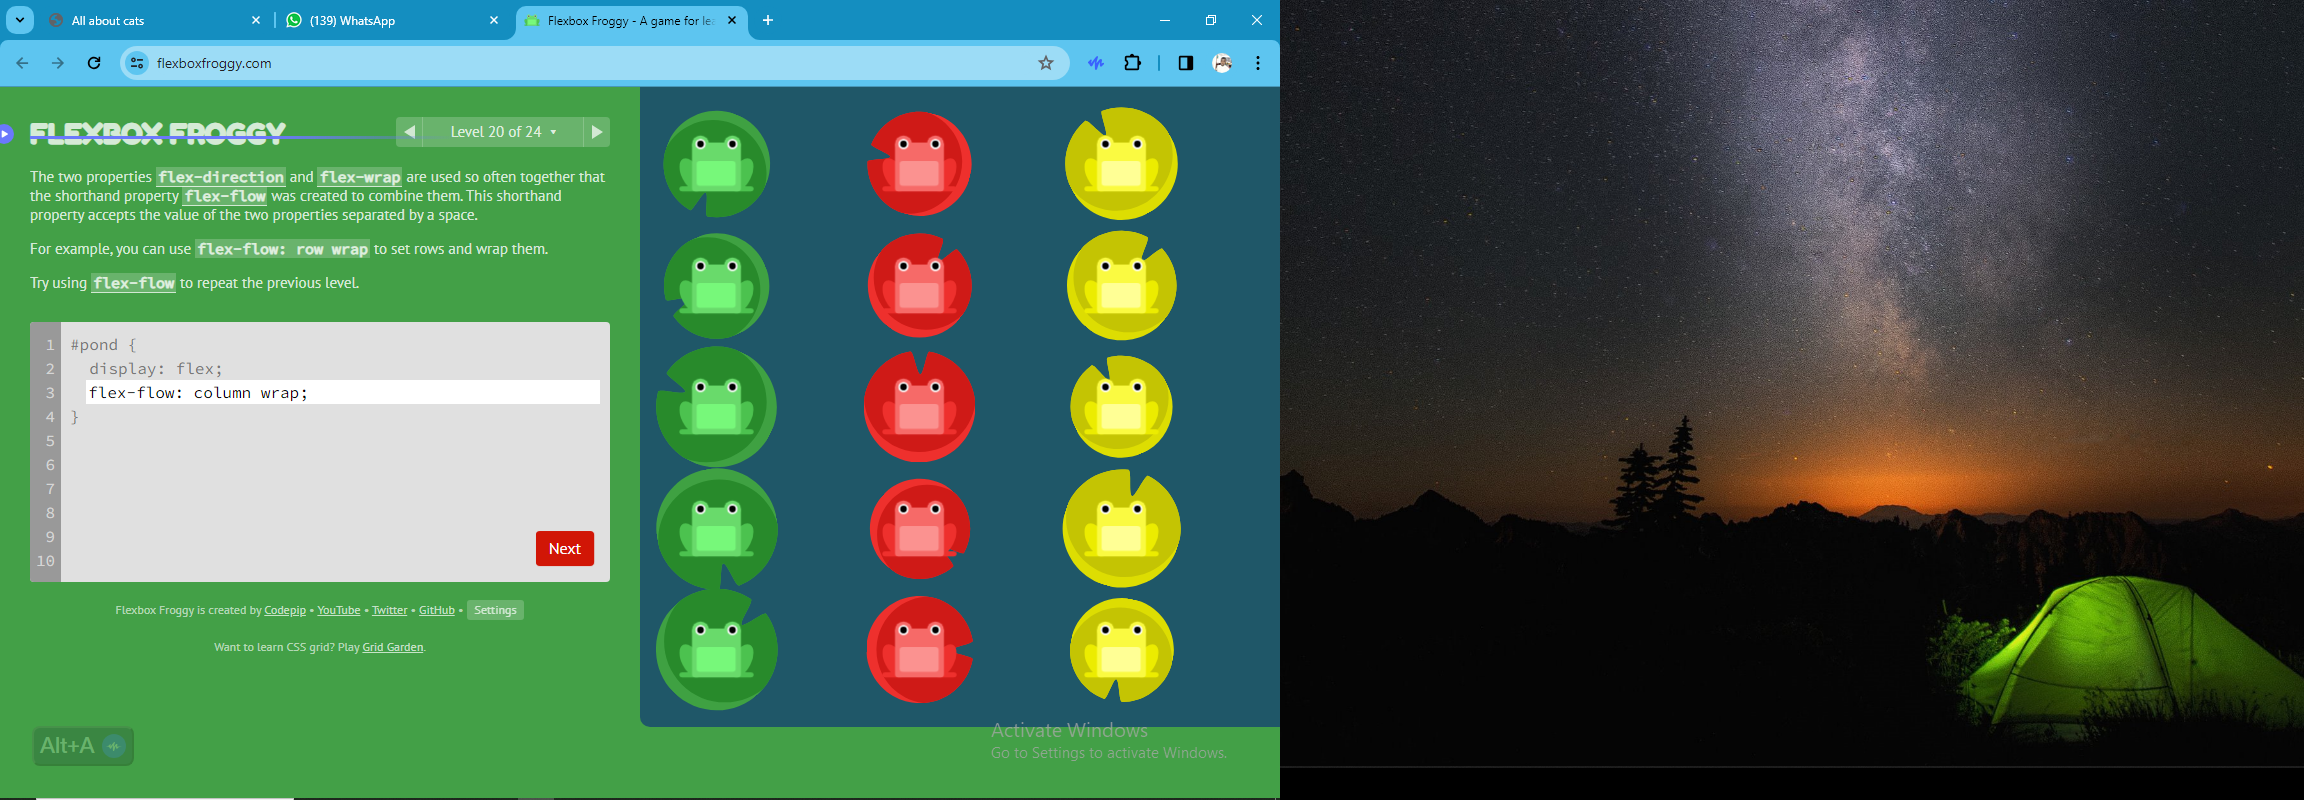 All about cats
(139) WhatsApp
Flexbox Froggy - A game for lea
flexboxfroggy.com
FLEXBOX FROGGY
Level 20 of 24
The two properties flex-direction and flex-wrap are used so often together that
the shorthand property flex-flow was created to combine them. This shorthand
property accepts the value of the two properties separated by a space.
For example, you can use flex-flow: row wrap to set rows and wrap them.
Try using flex-flow to repeat the previous level.
1 #pond {
2 display: flex;
3 flex-flow: column wrap;
4 }
5
6
7
8
9
10
Next
Flexbox Froggy is created by Codepip • YouTube • Twitter • GitHub • Settings
Want to learn CSS grid? Play Grid Garden.
Alt+A
Activate Windows
Go to Settings to activate Windows.